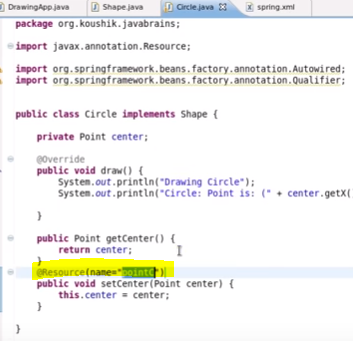 DrawingApp.java Shape.java Circle.java spring.xml
package org.koushik.javabrains;
import javax.annotation.Resource;
import org.springframework.beans.factory.annotation.Autowired;
import org.springframework.beans.factory.annotation.Qualifier;
public class Circle implements Shape {
private Point center;
@Override
public void draw() {
System.out.println("Drawing Circle");
System.out.println("Circle: Point is: (" + center.getX(
}
public Point getCenter() {
return center;
}
@Resource(name="pointC")
public void setCenter(Point center) {
this.center = center;
}
}